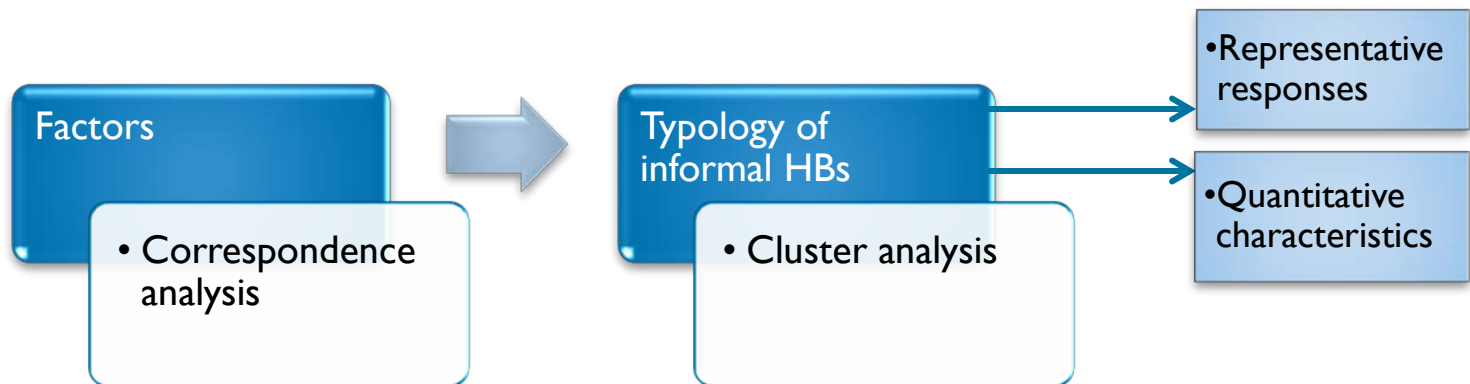 Factors
• Correspondence
analysis
Typology of
informal HBs
• Cluster analysis
•Representative
responses
•Quantitative
characteristics